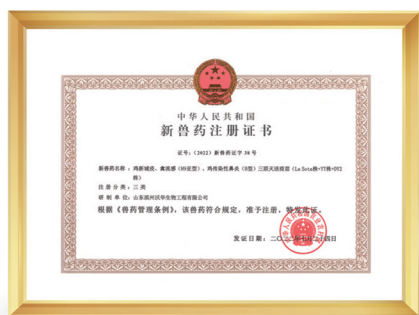 中华人民共和国
新兽药注册证书
证号：（2022）新兽药证字 38 号
新兽药名称：鸡新城疫、禽流感（H9亚型）、鸡传染性鼻炎（B型）三联灭活疫苗（La Sota株+YT株+
株）
注册分类：三类
研制单位：山东滨州沃华生物工程有限公司
根据《兽药管理条例》，该兽药符合规定，准予注册，特发此证。
发证日期：二〇二二年 十四日